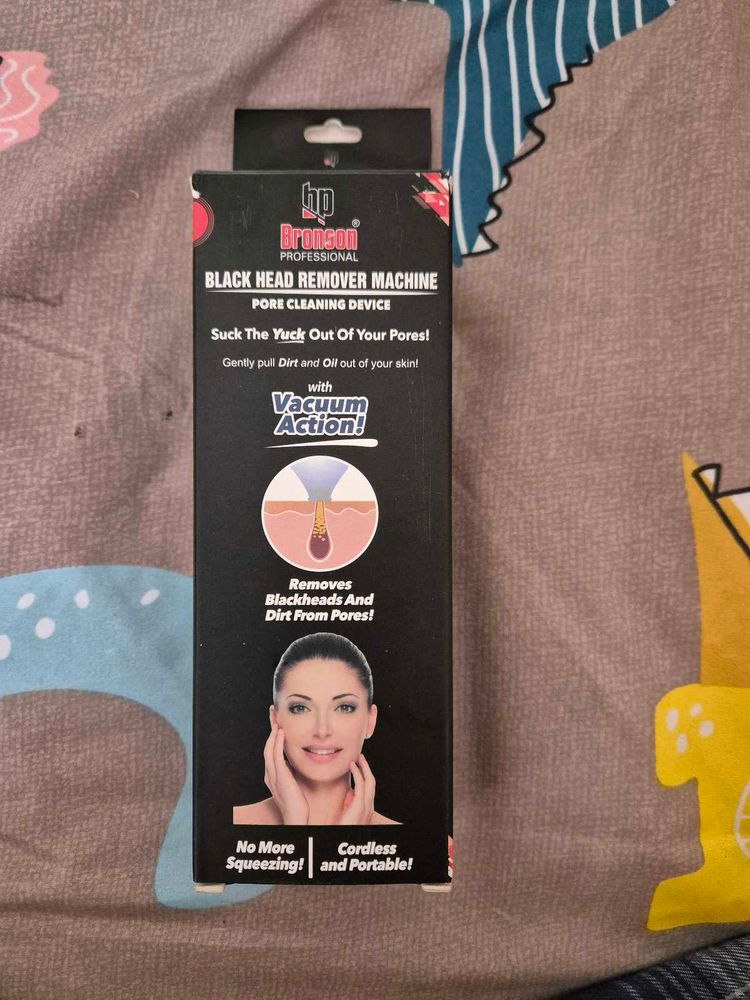 hp
Bronson®
PROFESSIONAL
BLACK HEAD REMOVER MACHINE
PORE CLEANING DEVICE
Suck The Yuck Out Of Your Pores!
Gently pull Dirt and Oil out of your skin!
with
Vacuum
Action!
Removes
Blackheads And
Dirt From Pores!
No More
Squeezing!
Cordless
and Portable!